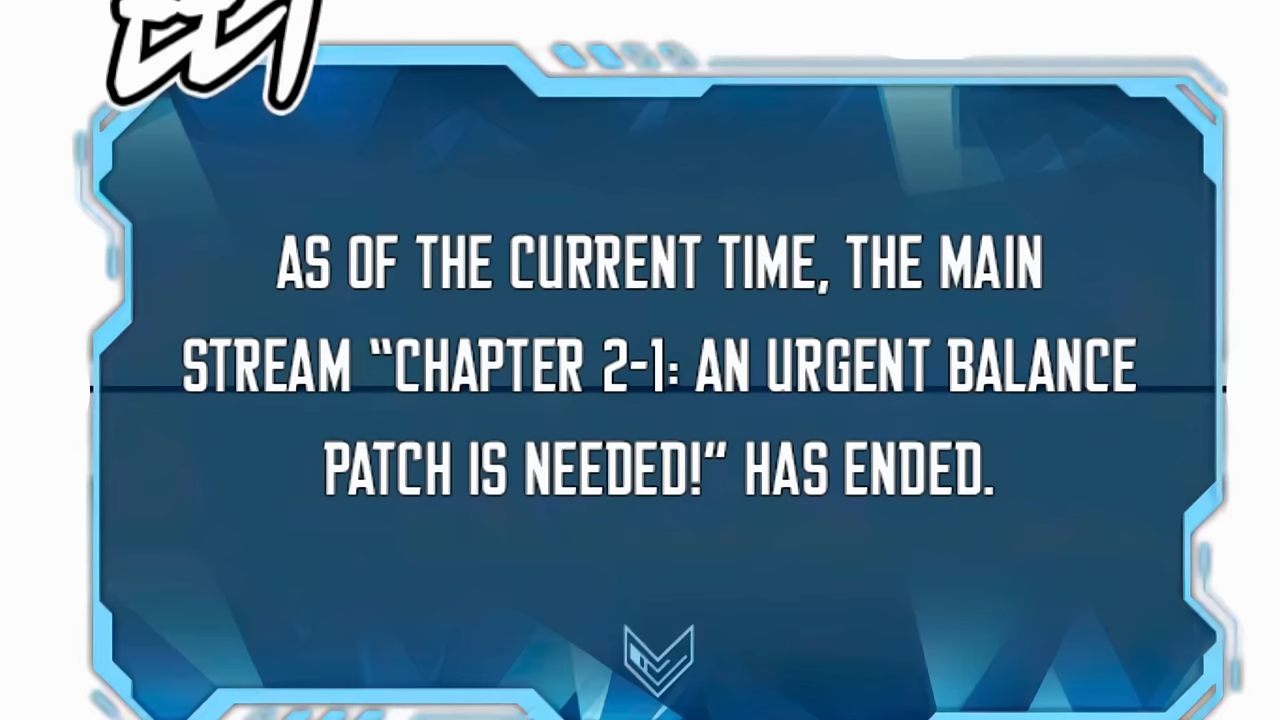 AS OF THE CURRENT TIME, THE MAIN
STREAM “CHAPTER 2-1: AN URGENT BALANCE
PATCH IS NEEDED!” HAS ENDED.